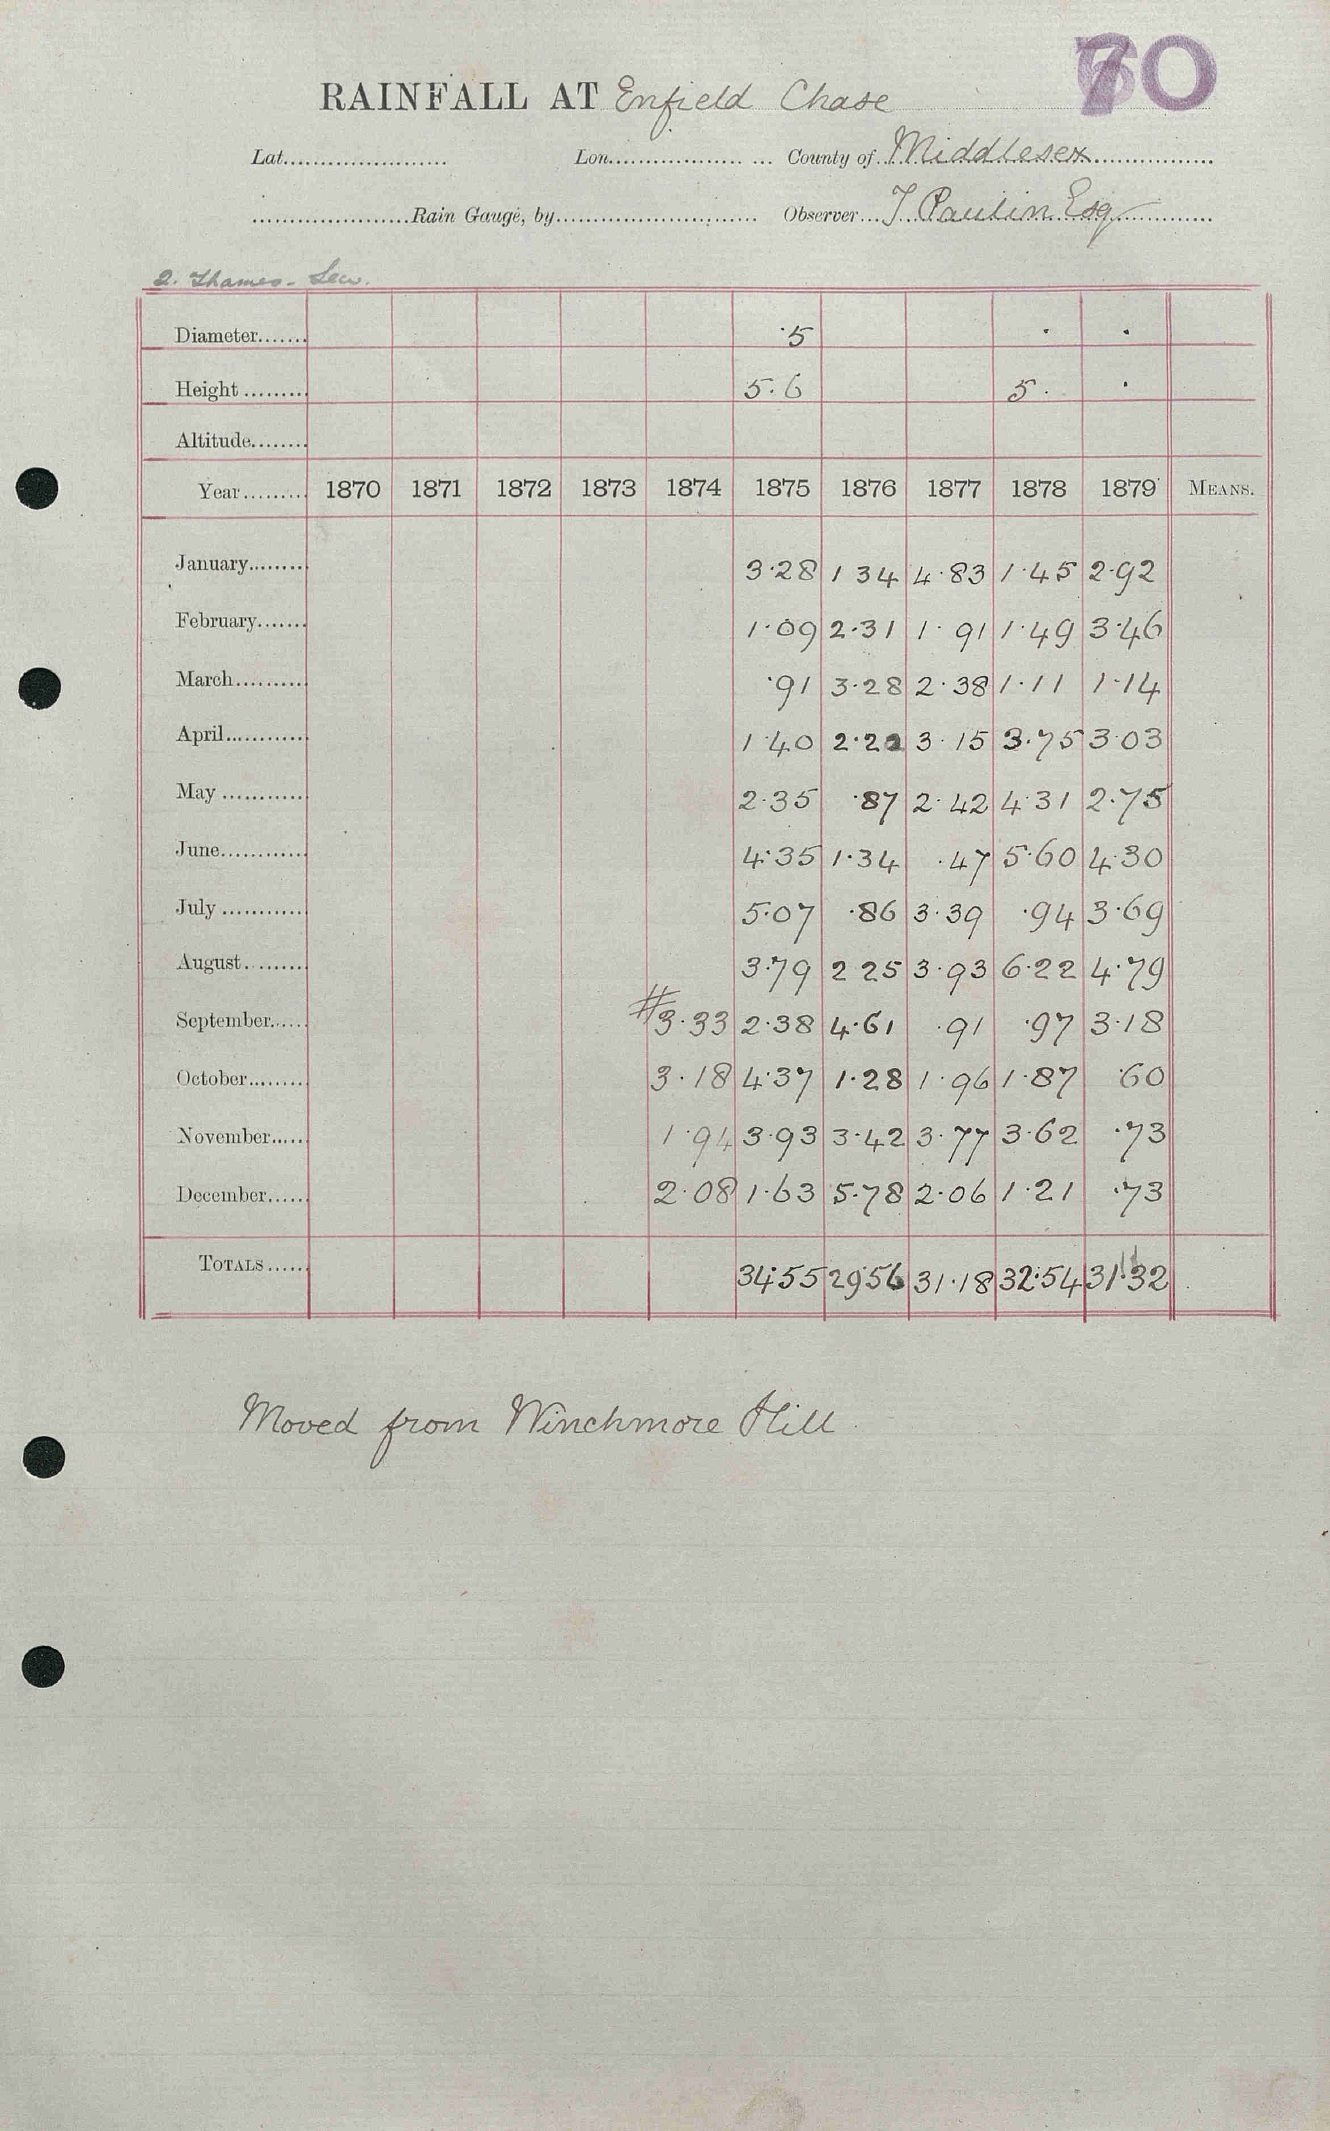 70
RAINFALL AT Enfield Chase
Lat. Lon. County of Middlesex
Rain Gauge, by Observer T Paulin Esq
2. Thames - Lea.
Diameter ·5 · ·
Height 5·6 5· ·
Altitude
Year 1870 1871 1872 1873 1874 1875 1876 1877 1878 1879 MEANS.
January 3·28 1 34 4·83 1·45 2·92
February 1·09 2·31 1·91 1·49 3·46
March ·91 3·28 2·38 1·11 1·14
April 1·40 2·22 3·15 3·75 3·03
May 2·35 ·87 2·42 4·31 2·75
June 4·35 1·34 ·47 5·60 4·30
July 5·07 ·86 3·39 ·94 3·69
August 3·79 2·25 3·93 6·22 4·79
September #3·33 2·38 4·61 ·91 ·97 3·18
October 3·18 4·37 1·28 1·96 1·87 ·60
November 1·94 3·93 3·42 3·77 3·62 ·73
December 2·08 1·63 5·78 2·06 1·21 ·73
TOTALS 34·55 29·56 31·18 32·54 31·32
Moved from Winchmore Hill